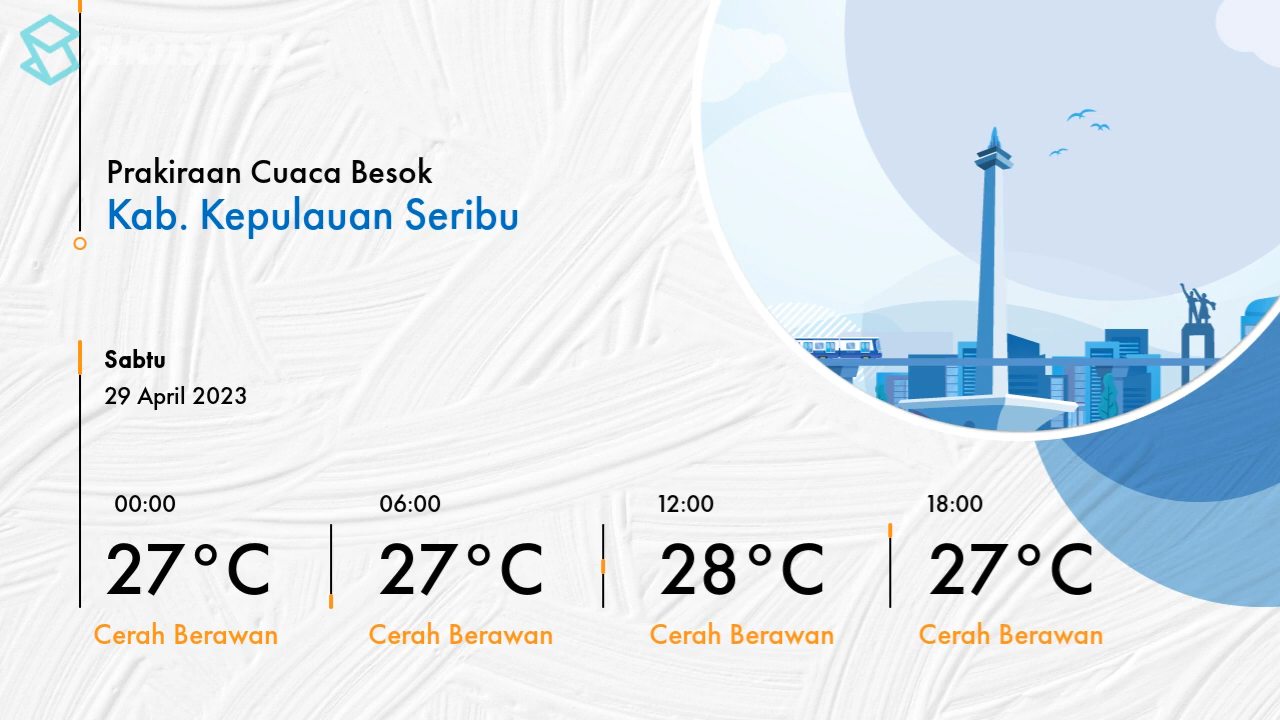 Prakiraan Cuaca Besok
Kab. Kepulauan Seribu
Sabtu
29 April 2023
00:00
27°C
Cerah Berawan
06:00
27°C
Cerah Berawan
12:00
28°C
Cerah Berawan
18:00
27°C
Cerah Berawan